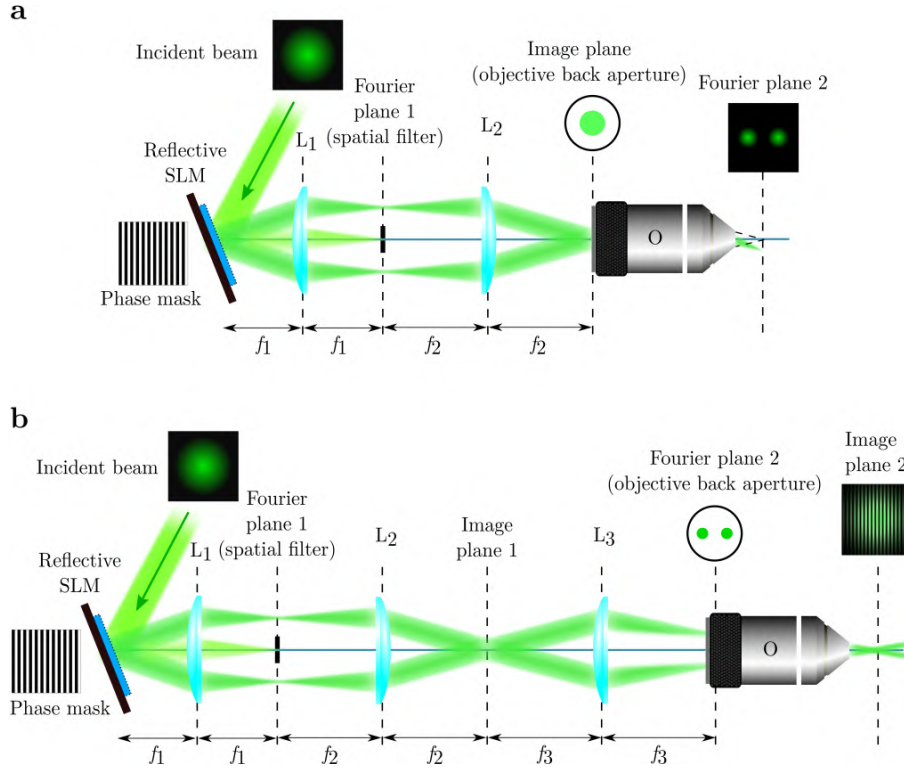 a
Incident beam
Fourier
plane 1
(spatial filter)
Image plane
(objective back aperture)
Fourier plane 2
L1
L2
Reflective
SLM
O
Phase mask
f1
f1
f2
f2
b
Incident beam
Fourier
plane 1
(spatial filter)
Fourier plane 2
(objective back aperture)
Image
plane 2
L1
L2
Image
plane 1
L3
Reflective
SLM
O
Phase mask
f1
f1
f2
f2
f3
f3